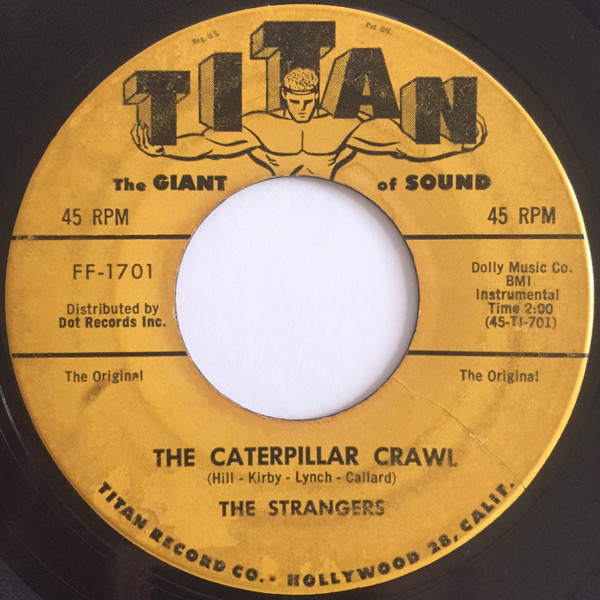 Reg. U.S. Pat. Off.
TITAN
The GIANT of SOUND
45 RPM
45 RPM
FF-1701
Distributed by
Dot Records Inc.
Dolly Music Co.
BMI
Instrumental
Time 2:00
(45-TI-701)
The Original
The Original
THE CATERPILLAR CRAWL
(Hill - Kirby - Lynch - Callard)
THE STRANGERS
TITAN RECORD CO. - HOLLYWOOD 28, CALIF.